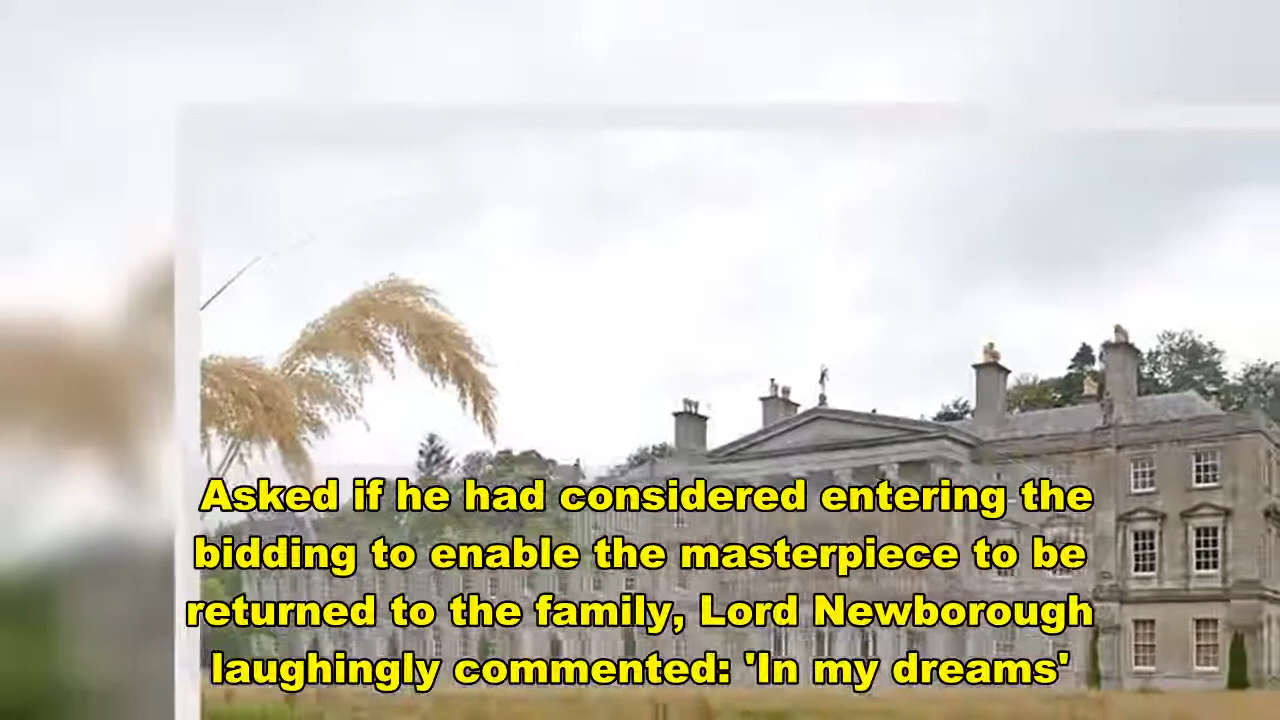 Asked if he had considered entering the
bidding to enable the masterpiece to be
returned to the family, Lord Newborough
laughingly commented: 'In my dreams'